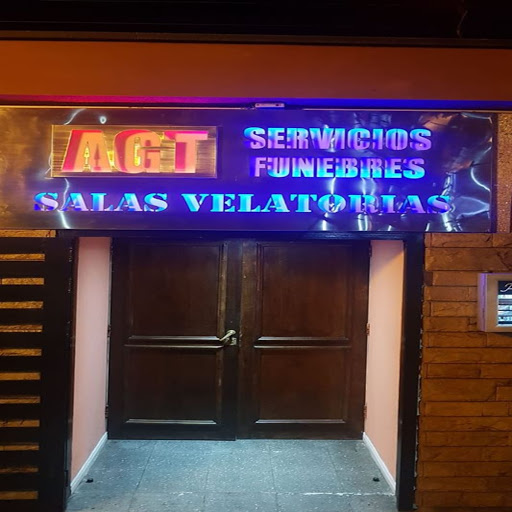 AGT
SERVICIOS
FUNEBRES
SALAS VELATORIAS